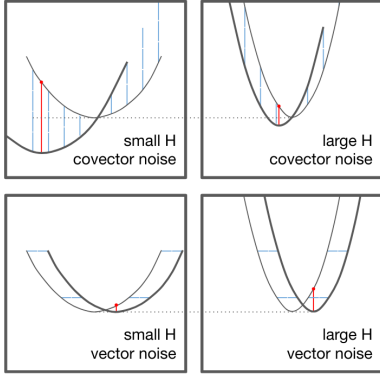 small H
covector noise
large H
covector noise
small H
vector noise
large H
vector noise